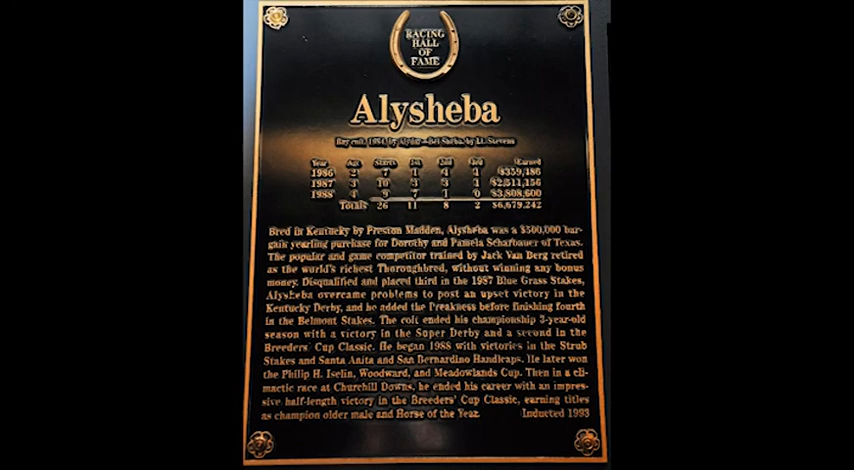 RACING
HALL
OF
FAME
Alysheba
Bay colt, 1984, by Alydar—Bel Sheba, by Lt. Stevens
Year Age Starts 1st 2nd 3rd Earned
1986 2 7 1 4 1 $359,486
1987 3 10 3 3 1 $2,511,156
1988 4 9 7 1 0 $3,808,600
Totals 26 11 8 2 $6,679,242
Bred in Kentucky by Preston Madden, Alysheba was a $500,000 bar-
gain yearling purchase for Dorothy and Pamela Scharbauer of Texas.
The popular and game competitor trained by Jack Van Berg retired
as the world's richest Thoroughbred, without winning any bonus
money. Disqualified and placed third in the 1987 Blue Grass Stakes,
Alysheba overcame problems to post an upset victory in the
Kentucky Derby, and he added the Preakness before finishing fourth
in the Belmont Stakes. The colt ended his championship 3-year-old
season with a victory in the Super Derby and a second in the
Breeders' Cup Classic. He began 1988 with victories in the Strub
Stakes and Santa Anita and San Bernardino Handicaps. He later won
the Philip H. Iselin, Woodward, and Meadowlands Cup. Then in a cli-
mactic race at Churchill Downs, he ended his career with an impres-
sive half-length victory in the Breeders' Cup Classic, earning titles
as champion older male and Horse of the Year. Inducted 1993